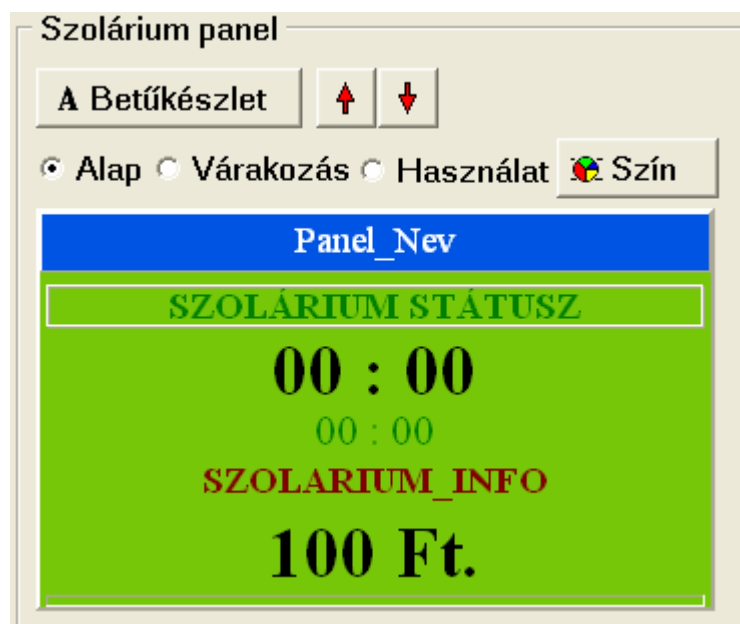 Szolárium panel
A Betűkészlet
Alap Várakozás Használat Szín
Panel_Nev
SZOLÁRIUM STÁTUSZ
00 : 00
00 : 00
SZOLARIUM_INFO
100 Ft.